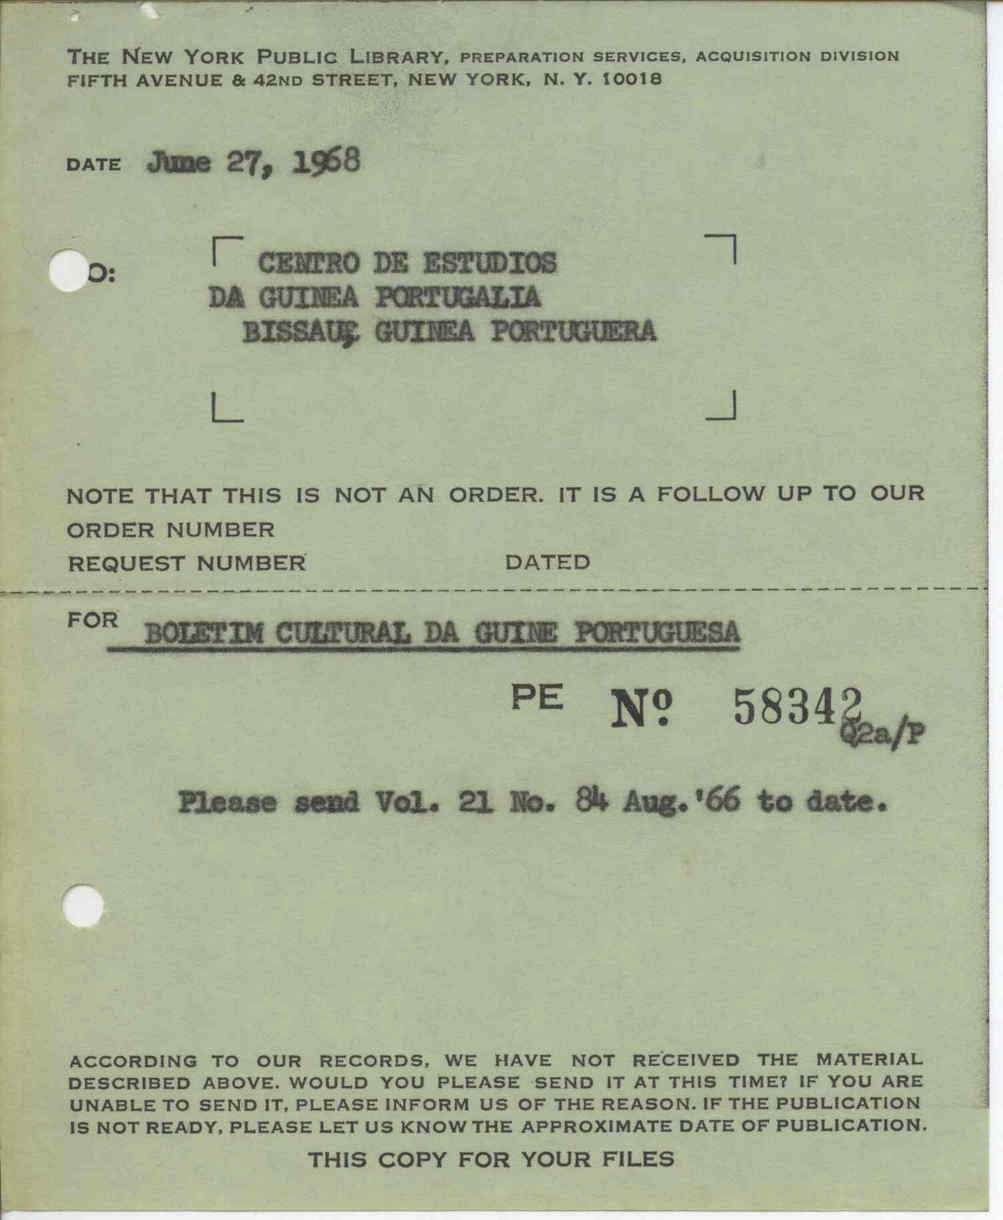 THE NEW YORK PUBLIC LIBRARY, PREPARATION SERVICES, ACQUISITION DIVISION
FIFTH AVENUE & 42ND STREET, NEW YORK, N. Y. 10018
DATE June 27, 1968
O:
CENTRO DE ESTUDIOS
DA GUINEA PORTUGALIA
BISSAU, GUINEA PORTUGUERA
NOTE THAT THIS IS NOT AN ORDER. IT IS A FOLLOW UP TO OUR
ORDER NUMBER
REQUEST NUMBER DATED
FOR BOLETIM CULTURAL DA GUINE PORTUGUESA
PE Nº 58342
Q2a/P
Please send Vol. 21 No. 84 Aug.'66 to date.
ACCORDING TO OUR RECORDS, WE HAVE NOT RECEIVED THE MATERIAL
DESCRIBED ABOVE. WOULD YOU PLEASE SEND IT AT THIS TIME? IF YOU ARE
UNABLE TO SEND IT, PLEASE INFORM US OF THE REASON. IF THE PUBLICATION
IS NOT READY, PLEASE LET US KNOW THE APPROXIMATE DATE OF PUBLICATION.
THIS COPY FOR YOUR FILES